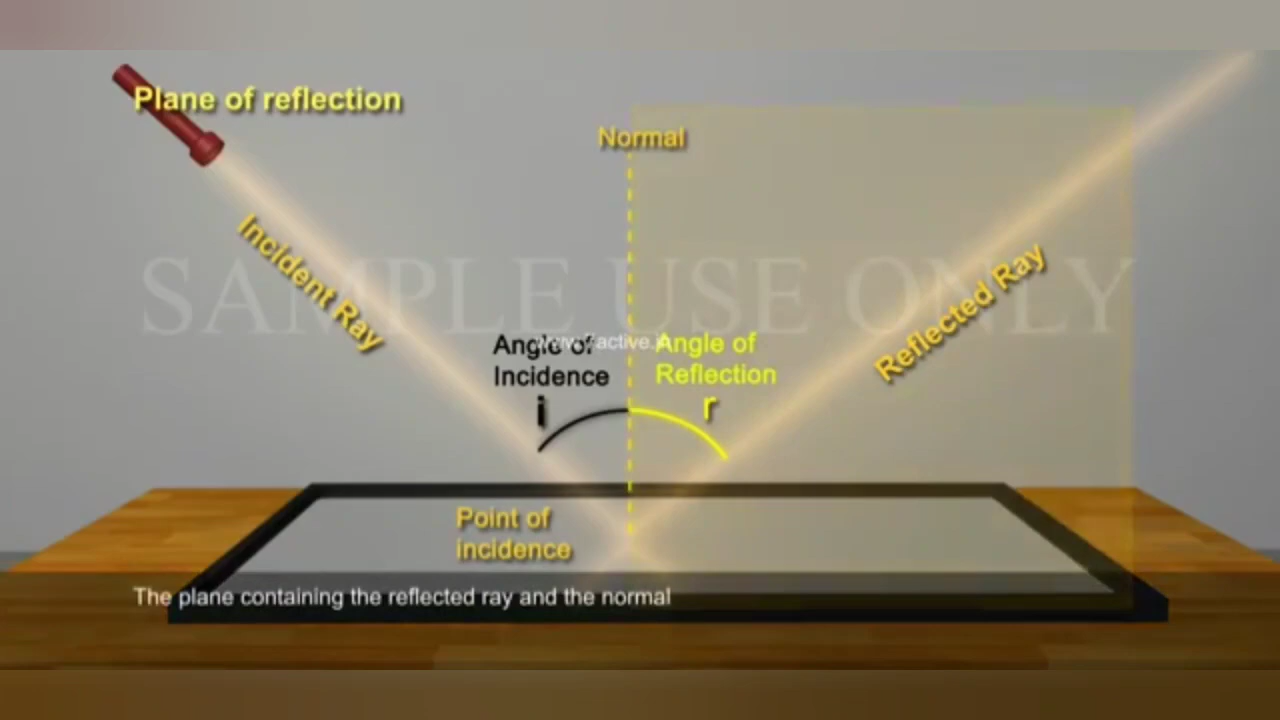 Plane of reflection
Normal
Incident Ray
SAMPLE USE ONLY
Reflected Ray
Angle of
Incidence
i
Angle of
Reflection
r
Point of
incidence
The plane containing the reflected ray and the normal